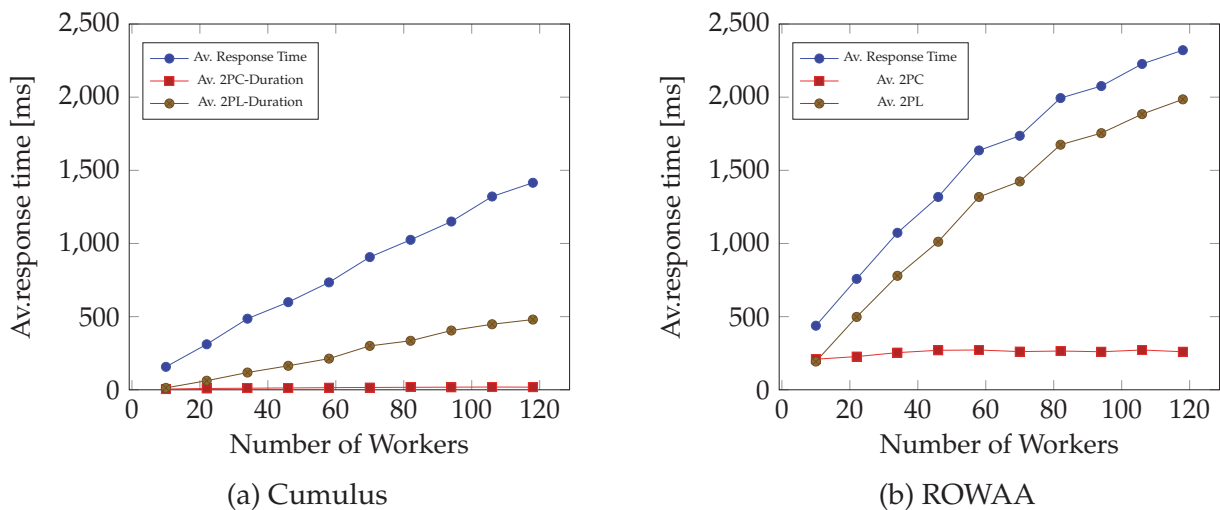 2,500
2,000
1,500
1,000
500
0
Av.response time [ms]
Av. Response Time
Av. 2PC-Duration
Av. 2PL-Duration
0 20 40 60 80 100 120
Number of Workers
(a) Cumulus
2,500
2,000
1,500
1,000
500
0
Av.response time [ms]
Av. Response Time
Av. 2PC
Av. 2PL
0 20 40 60 80 100 120
Number of Workers
(b) ROWAA